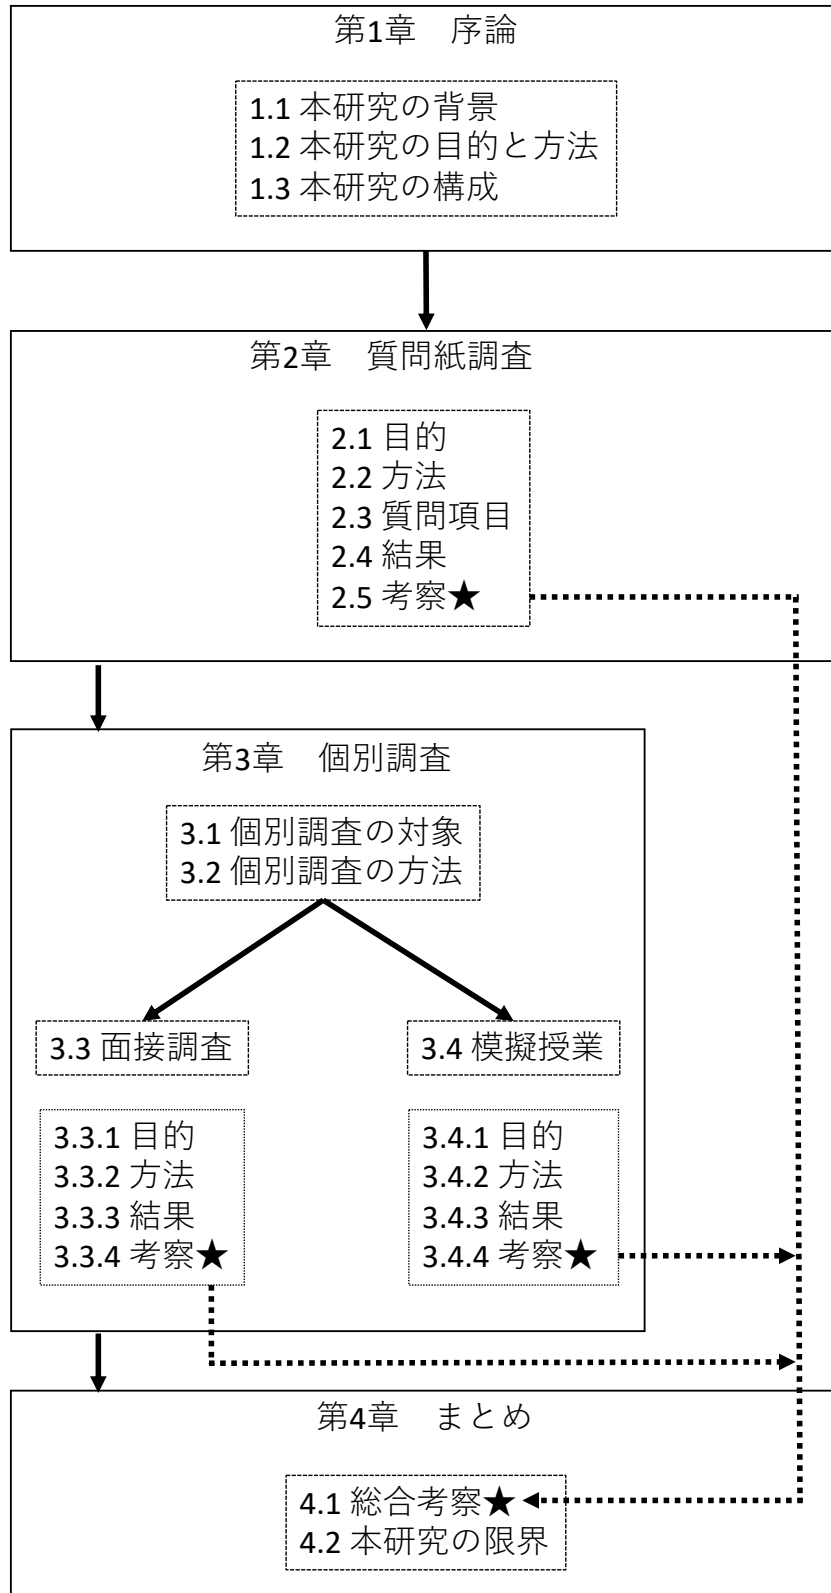 第1章　序論
1.1 本研究の背景
1.2 本研究の目的と方法
1.3 本研究の構成
第2章　質問紙調査
2.1 目的
2.2 方法
2.3 質問項目
2.4 結果
2.5 考察★
第3章　個別調査
3.1 個別調査の対象
3.2 個別調査の方法
3.3 面接調査
3.3.1 目的
3.3.2 方法
3.3.3 結果
3.3.4 考察★
3.4 模擬授業
3.4.1 目的
3.4.2 方法
3.4.3 結果
3.4.4 考察★
第4章　まとめ
4.1 総合考察★
4.2 本研究の限界